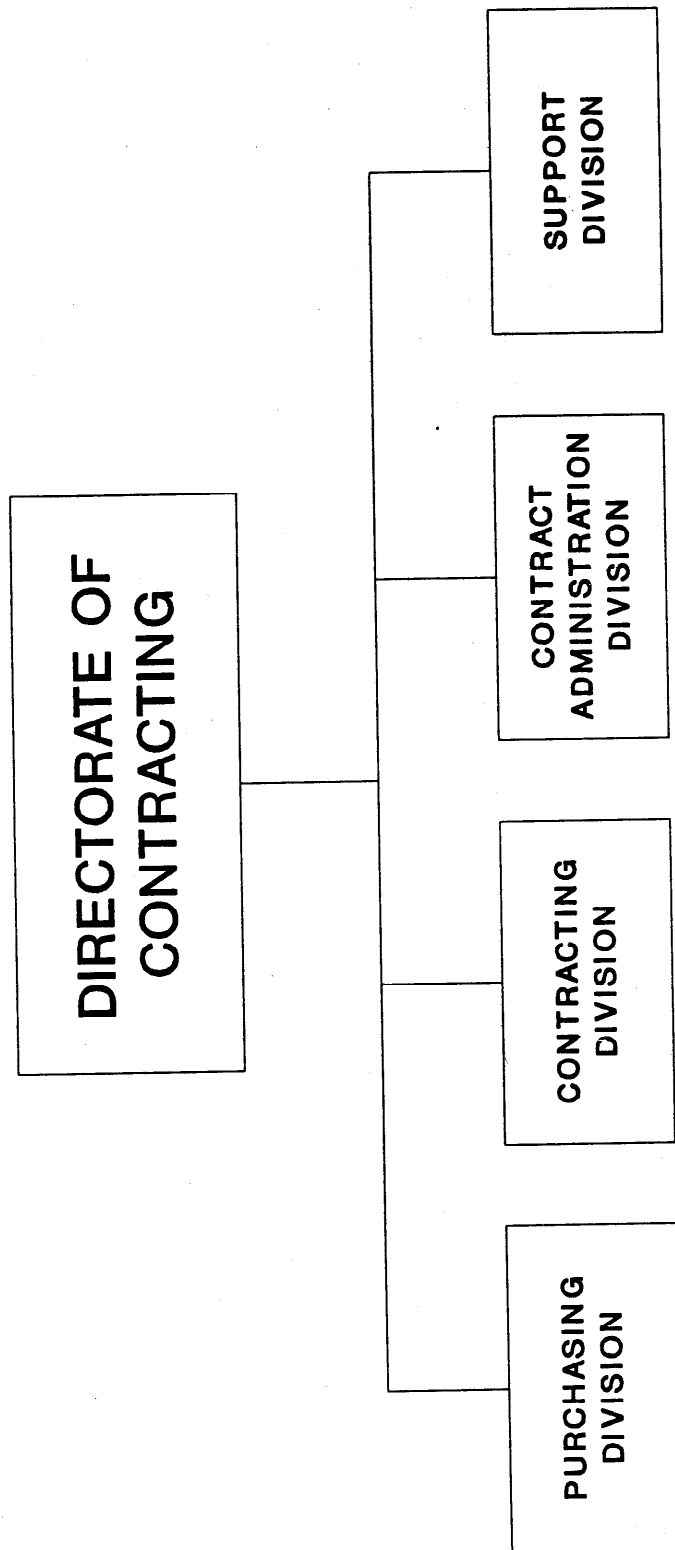 DIRECTORATE OF
CONTRACTING
PURCHASING
DIVISION
CONTRACTING
DIVISION
CONTRACT
ADMINISTRATION
DIVISION
SUPPORT
DIVISION